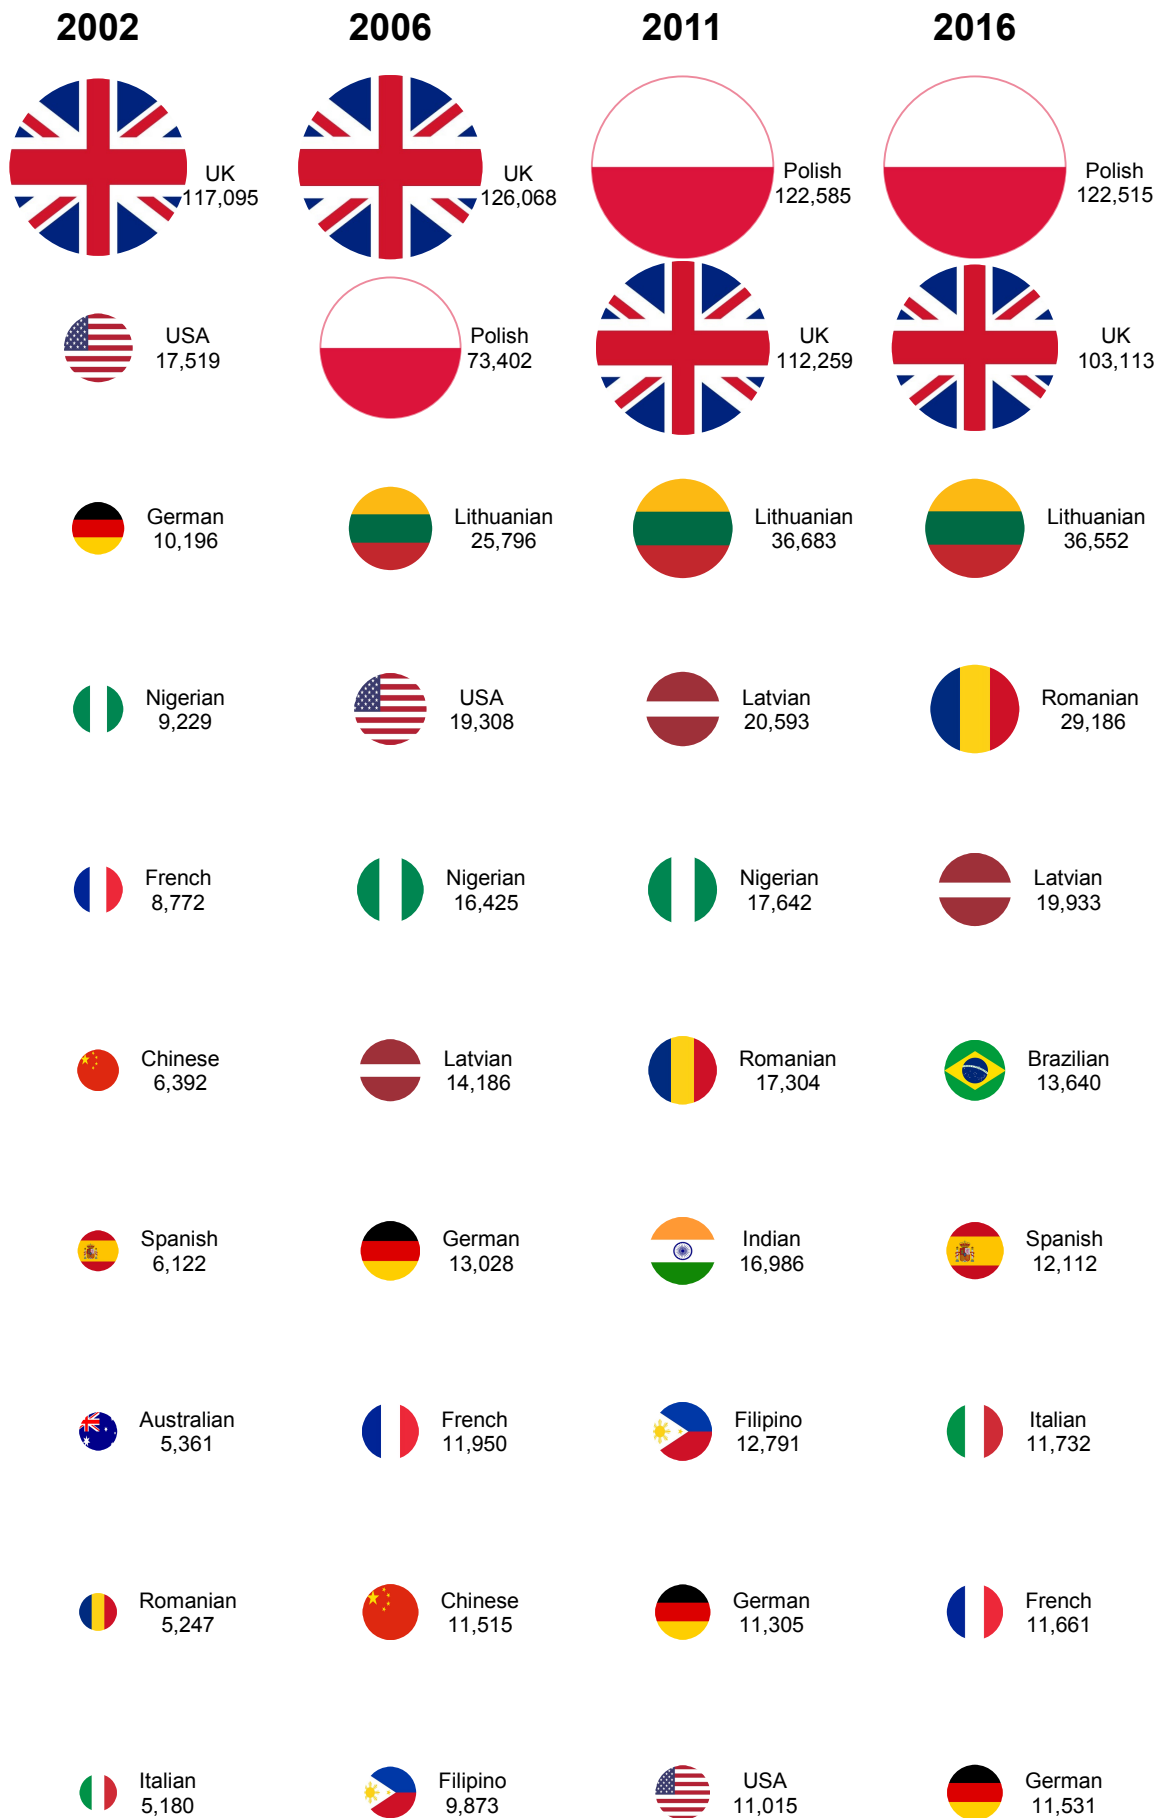 2002 2006 2011 2016
UK UK Polish Polish
117,095 126,068 122,585 122,515
USA Polish UK UK
17,519 73,402 112,259 103,113
German Lithuanian Lithuanian Lithuanian
10,196 25,796 36,683 36,552
Nigerian USA Latvian Romanian
9,229 19,308 20,593 29,186
French Nigerian Nigerian Latvian
8,772 16,425 17,642 19,933
Chinese Latvian Romanian Brazilian
6,392 14,186 17,304 13,640
Spanish German Indian Spanish
6,122 13,028 16,986 12,112
Australian French Filipino Italian
5,361 11,950 12,791 11,732
Romanian Chinese German French
5,247 11,515 11,305 11,661
Italian Filipino USA German
5,180 9,873 11,015 11,531